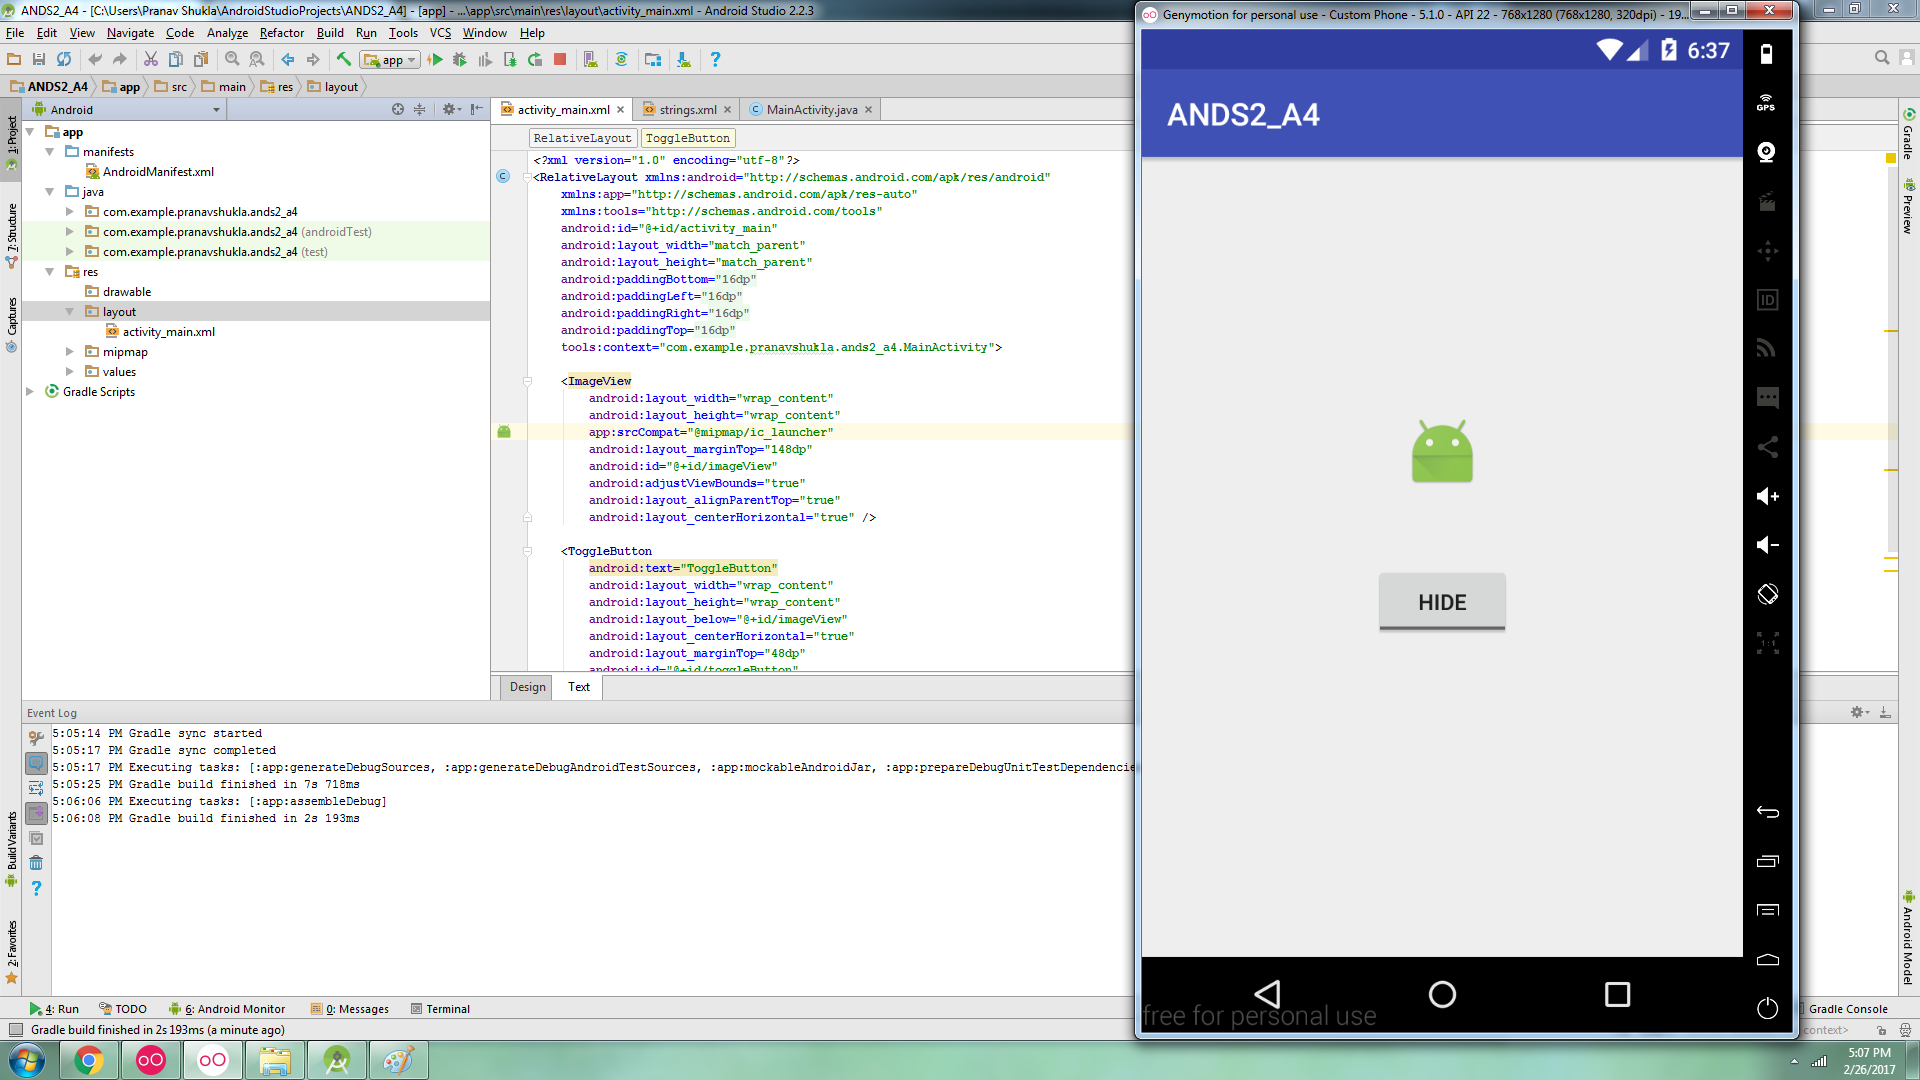 ANDS2_A4 - [C:\Users\Pranav Shukla\AndroidStudioProjects\ANDS2_A4] - [app] - ...\app\src\main\res\layout\activity_main.xml - Android Studio 2.2.3
File Edit View Navigate Code Analyze Refactor Build Run Tools VCS Window Help
app
ANDS2_A4 app src main res layout
Android
activity_main.xml strings.xml MainActivity.java
1: Project
7: Structure
Captures
Build Variants
2: Favorites
app
manifests
AndroidManifest.xml
java
com.example.pranavshukla.ands2_a4
com.example.pranavshukla.ands2_a4 (androidTest)
com.example.pranavshukla.ands2_a4 (test)
res
drawable
layout
activity_main.xml
mipmap
values
Gradle Scripts
RelativeLayout ToggleButton
<?xml version="1.0" encoding="utf-8"?>
<RelativeLayout xmlns:android="http://schemas.android.com/apk/res/android"
xmlns:app="http://schemas.android.com/apk/res-auto"
xmlns:tools="http://schemas.android.com/tools"
android:id="@+id/activity_main"
android:layout_width="match_parent"
android:layout_height="match_parent"
android:paddingBottom="16dp"
android:paddingLeft="16dp"
android:paddingRight="16dp"
android:paddingTop="16dp"
tools:context="com.example.pranavshukla.ands2_a4.MainActivity">
<ImageView
android:layout_width="wrap_content"
android:layout_height="wrap_content"
app:srcCompat="@mipmap/ic_launcher"
android:layout_marginTop="148dp"
android:id="@+id/imageView"
android:adjustViewBounds="true"
android:layout_alignParentTop="true"
android:layout_centerHorizontal="true" />
<ToggleButton
android:text="ToggleButton"
android:layout_width="wrap_content"
android:layout_height="wrap_content"
android:layout_below="@+id/imageView"
android:layout_centerHorizontal="true"
android:layout_marginTop="48dp"
android:id="@+id/toggleButton"
Design Text
Event Log
5:05:14 PM Gradle sync started
5:05:17 PM Gradle sync completed
5:05:17 PM Executing tasks: [:app:generateDebugSources, :app:generateDebugAndroidTestSources, :app:mockableAndroidJar, :app:prepareDebugUnitTestDependencie
5:05:25 PM Gradle build finished in 7s 718ms
5:06:06 PM Executing tasks: [:app:assembleDebug]
5:06:08 PM Gradle build finished in 2s 193ms
4: Run TODO 6: Android Monitor 0: Messages Terminal
Gradle Console
Gradle build finished in 2s 193ms (a minute ago)
context>
Genymotion for personal use - Custom Phone - 5.1.0 - API 22 - 768x1280 (768x1280, 320dpi) - 19...
6:37
ANDS2_A4
HIDE
free for personal use
GPS
ID
1:1
Gradle
Preview
Android Model
5:07 PM
2/26/2017